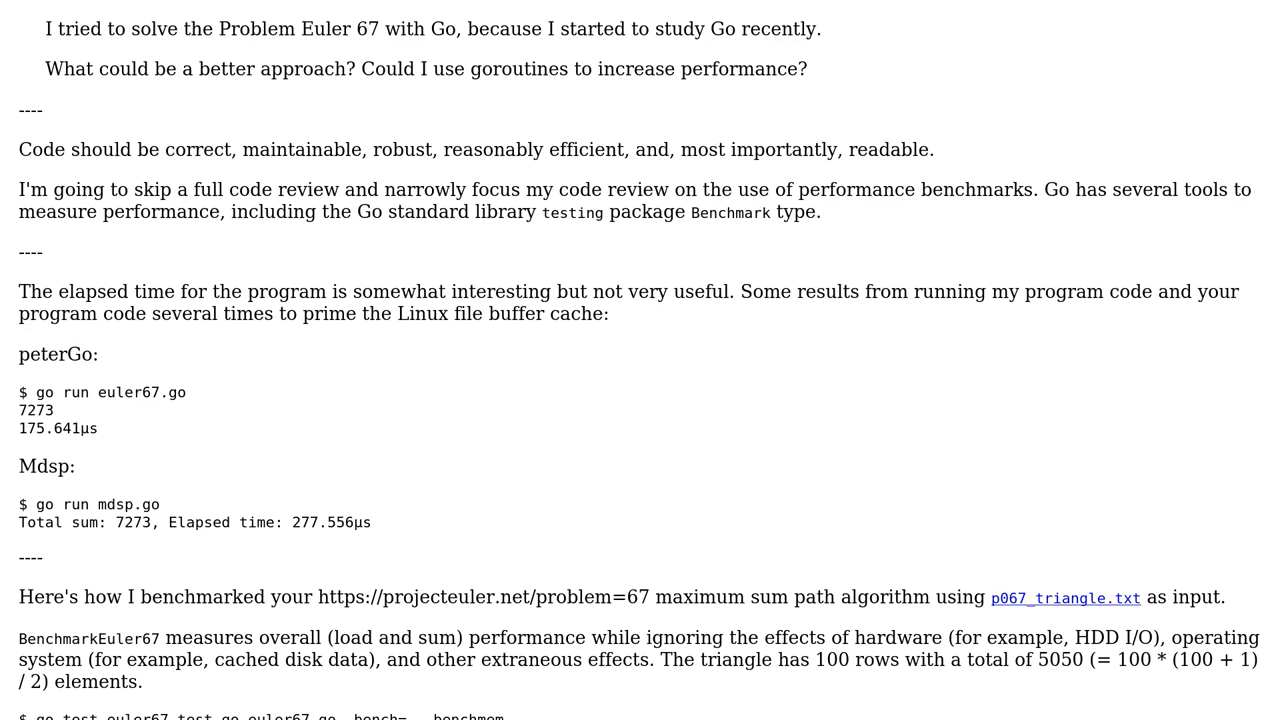 I tried to solve the Problem Euler 67 with Go, because I started to study Go recently.
What could be a better approach? Could I use goroutines to increase performance?
----
Code should be correct, maintainable, robust, reasonably efficient, and, most importantly, readable.
I'm going to skip a full code review and narrowly focus my code review on the use of performance benchmarks. Go has several tools to
measure performance, including the Go standard library testing package Benchmark type.
----
The elapsed time for the program is somewhat interesting but not very useful. Some results from running my program code and your
program code several times to prime the Linux file buffer cache:
peterGo:
$ go run euler67.go
7273
175.641µs
Mdsp:
$ go run mdsp.go
Total sum: 7273, Elapsed time: 277.556µs
----
Here's how I benchmarked your https://projecteuler.net/problem=67 maximum sum path algorithm using p067_triangle.txt as input.
BenchmarkEuler67 measures overall (load and sum) performance while ignoring the effects of hardware (for example, HDD I/O), operating
system (for example, cached disk data), and other extraneous effects. The triangle has 100 rows with a total of 5050 (= 100 * (100 + 1)
/ 2) elements.
$ go test euler67_test.go euler67.go -bench=. -benchmem